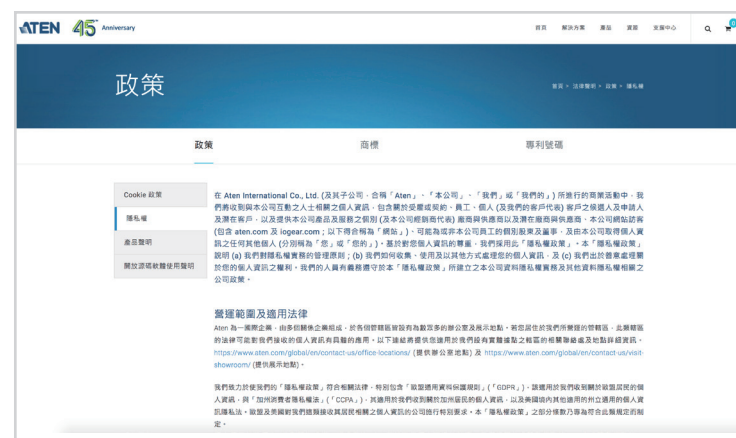 ATEN 45th Anniversary
首頁 解決方案 產品 資源 支援中心
0
政策
首頁 > 法律聲明 > 政策 > 隱私權
政策 商標 專利號碼
Cookie 政策
隱私權
產品聲明
開放源碼軟體使用聲明
在 Aten International Co., Ltd. (及其子公司，合稱「Aten」、「本公司」、「我們」或「我們的」) 所進行的商業活動中，我
們將收到與本公司互動之人士相關之個人資訊，包含關於受雇或契約、員工、個人 (及我們的客戶代表) 客戶之候選人及申請人
及潛在客戶，以及提供本公司產品及服務之個別 (及本公司經銷商代表) 廠商與供應商以及潛在廠商與供應商、本公司網站訪客
(包含 aten.com 及 iogear.com；以下得合稱為「網站」)、可能為或非本公司員工的個別股東及董事、及由本公司取得個人資
訊之任何其他個人 (分別稱為「您」或「您的」)。基於對您個人資訊的尊重，我們採用此「隱私權政策」。本「隱私權政策」
說明 (a) 我們對隱私權實務的管理原則；(b) 我們如何收集、使用及以其他方式處理您的個人資訊，及 (c) 我們出於善意處理關
於您的個人資訊之權利。我們的人員有義務遵守於本「隱私權政策」所建立之本公司資料隱私權實務及其他資料隱私權相關之
公司政策。
營運範圍及適用法律
Aten 為一國際企業，由多個關係企業組成，於各個管轄區皆設有為數眾多的辦公室及展示地點。若您居住於我們所營運的管轄區，此類轄區
的法律可能對我們接收的個人資訊有具體的應用。以下連結將提供您適用於我們設有實體據點之轄區的相關聯絡處及地點詳細資訊，
https://www.aten.com/global/en/contact-us/office-locations/ (提供辦公室地點) 及 https://www.aten.com/global/en/contact-us/visit-
showroom/ (提供展示地點)。
我們致力於使我們的「隱私權政策」符合相關法律，特別包含「歐盟通用資料保護規則」(「GDPR」)，該適用於我們收到關於歐盟居民的個
人資訊，與「加州消費者隱私權法」(「CCPA」)，其適用於我們收到關於加州居民的個人資訊，以及美國境內其他適用的州立通用的個人資
訊隱私法。歐盟及美國對我們蒐類接收其居民相關之個人資訊的公司施行特別要求。本「隱私權政策」之部分條款乃專為符合此類規定而制
定。